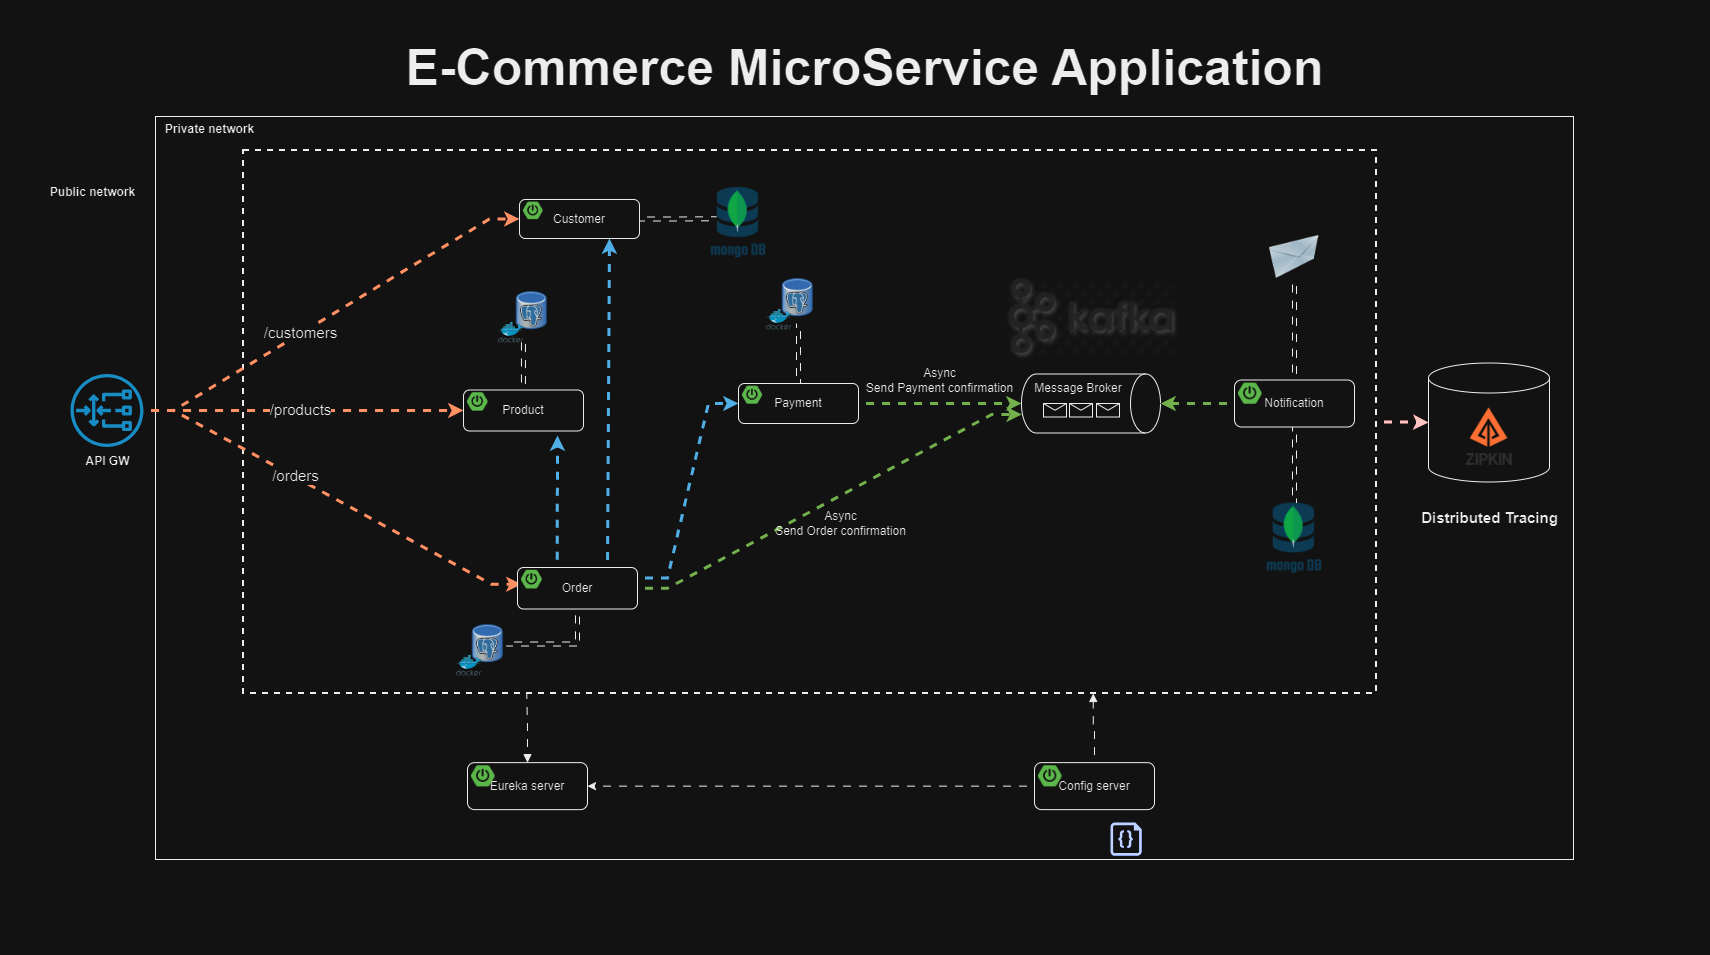 E-Commerce MicroService Application
Private network
Public network
Customer
mongo DB
/customers
docker
docker
kafka
Async
Send Payment confirmation
Message Broker
/products
Product
Payment
Notification
API GW
ZIPKIN
/orders
Async
Send Order confirmation
Distributed Tracing
mongo DB
Order
docker
Eureka server
Config server
{}